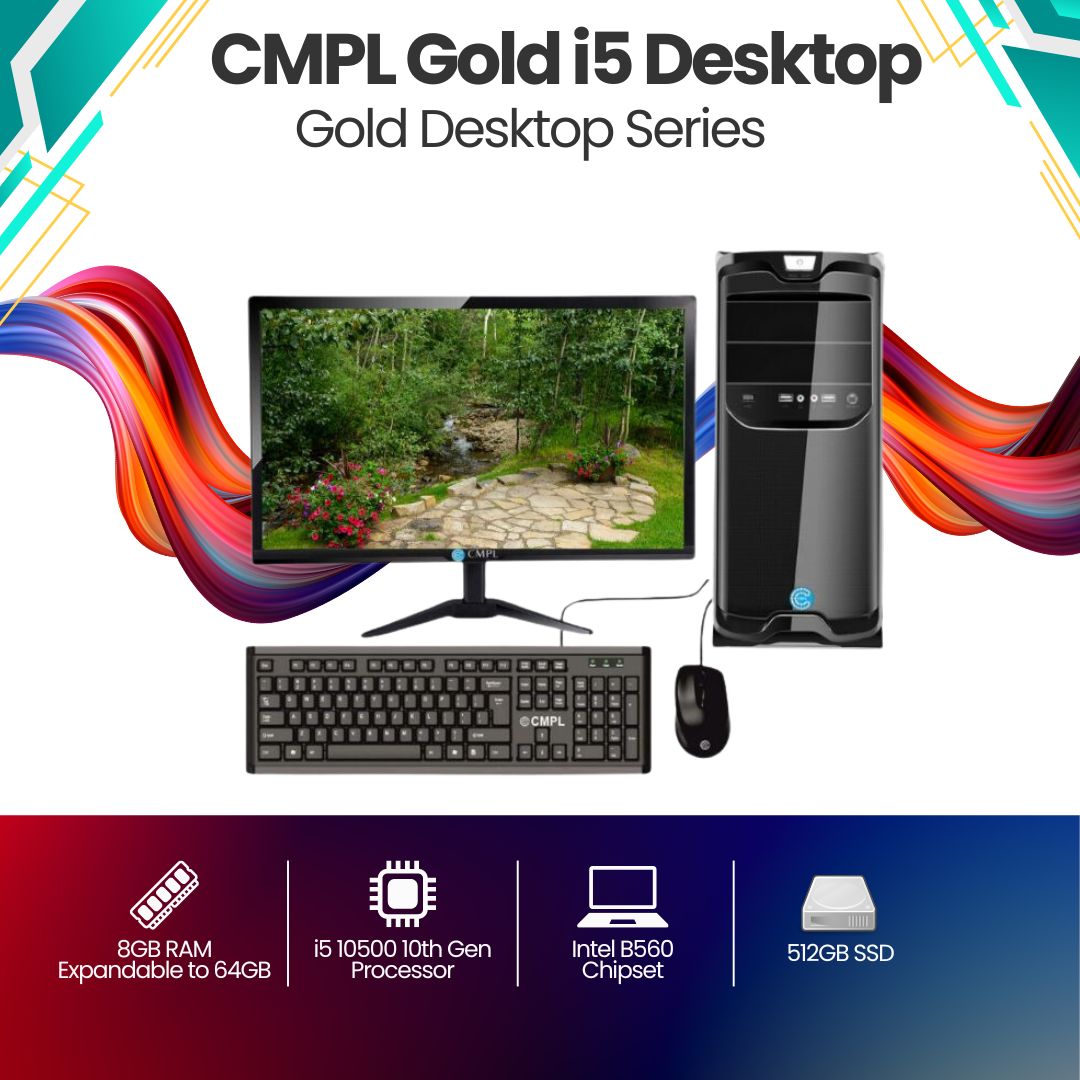 CMPL Gold i5 Desktop
Gold Desktop Series
CMPL
CMPL
8GB RAM
Expandable to 64GB
i5 10500 10th Gen
Processor
Intel B560
Chipset
512GB SSD